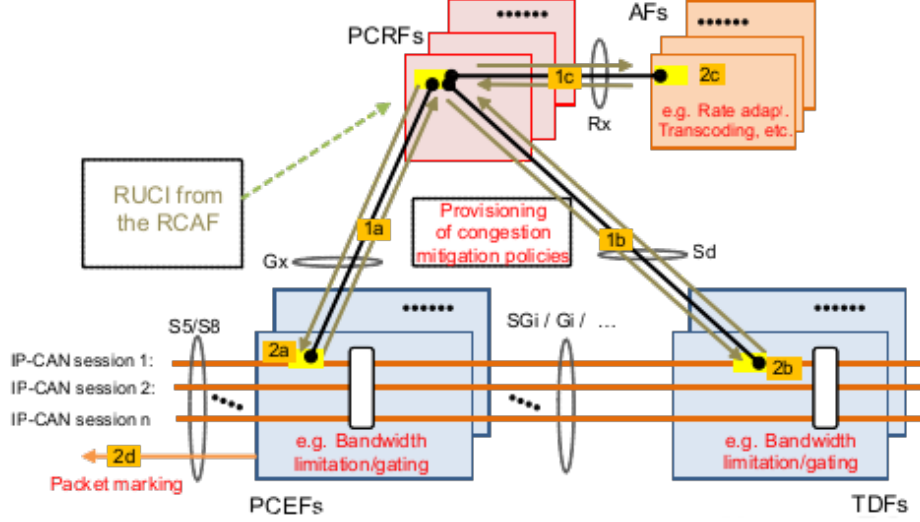 AFs
PCRFs
1c
2c
Rx
e.g. Rate adapt.
Transcoding, etc.
RUCI from
the RCAF
Provisioning
of congestion
mitigation policies
1a
1b
Gx
Sd
S5/S8
SGi / Gi / ...
2a
2b
IP-CAN session 1:
IP-CAN session 2:
IP-CAN session n
e.g. Bandwidth
limitation/gating
e.g. Bandwidth
limitation/gating
2d
Packet marking
PCEFs
TDFs